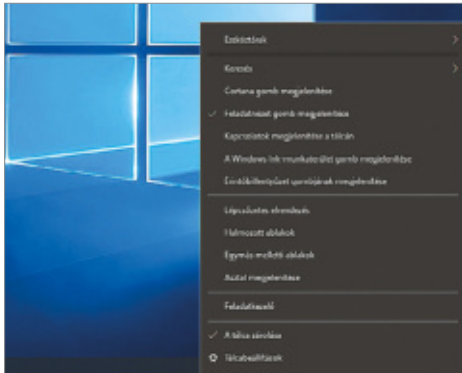 Eszköztárak
Keresés
Cortana gomb megjelenítése
Feladatnézet gomb megjelenítése
Kapcsolatok megjelenítése a tálcán
A Windows Ink-munkaterület gomb megjelenítése
Érintőbillentyűzet gombjának megjelenítése
Lépcsőzetes elrendezés
Halmozott ablakok
Egymás melletti ablakok
Asztal megjelenítése
Feladatkezelő
A tálca zárolása
Tálcabeállítások